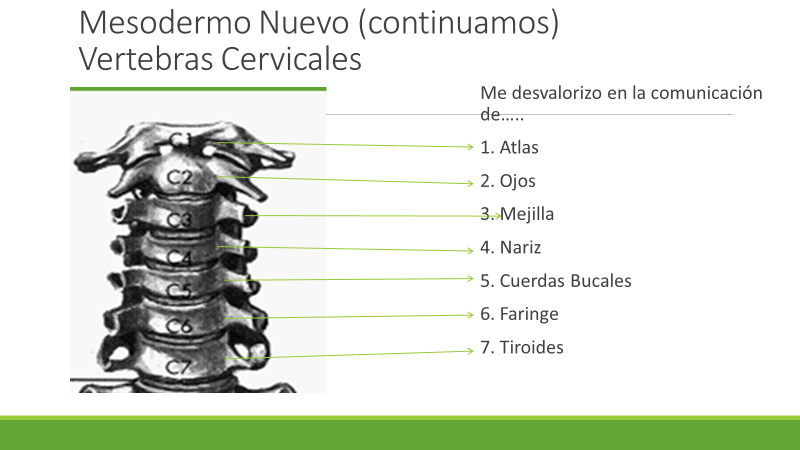 Mesodermo Nuevo (continuamos)
Vertebras Cervicales
Me desvalorizo en la comunicación
de…..
1. Atlas
2. Ojos
3. Mejilla
4. Nariz
5. Cuerdas Bucales
6. Faringe
7. Tiroides
C1
C2
C3
C4
C5
C6
C7